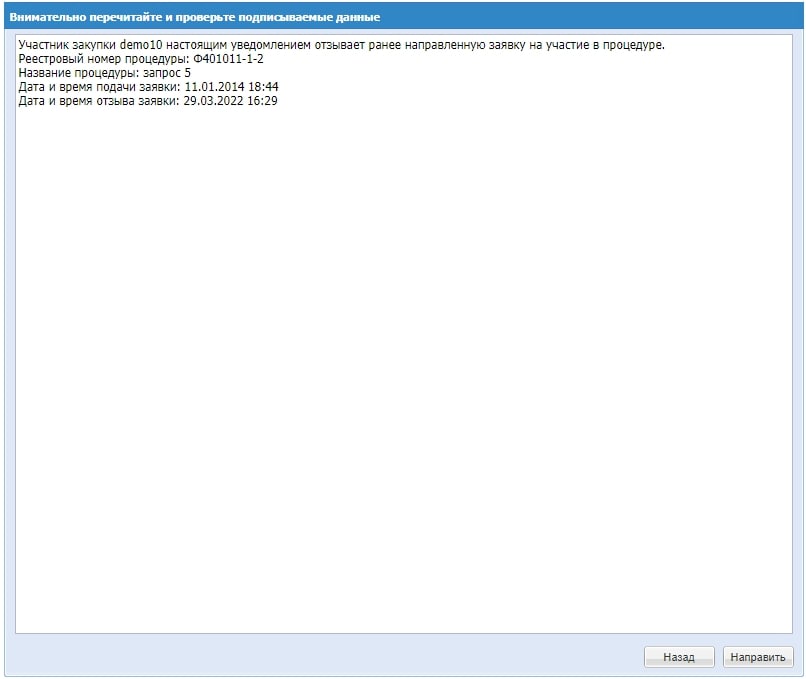 Внимательно перечитайте и проверьте подписываемые данные
Участник закупки demo10 настоящим уведомлением отзывает ранее направленную заявку на участие в процедуре.
Реестровый номер процедуры: Ф401011-1-2
Название процедуры: запрос 5
Дата и время подачи заявки: 11.01.2014 18:44
Дата и время отзыва заявки: 29.03.2022 16:29
Назад
Направить